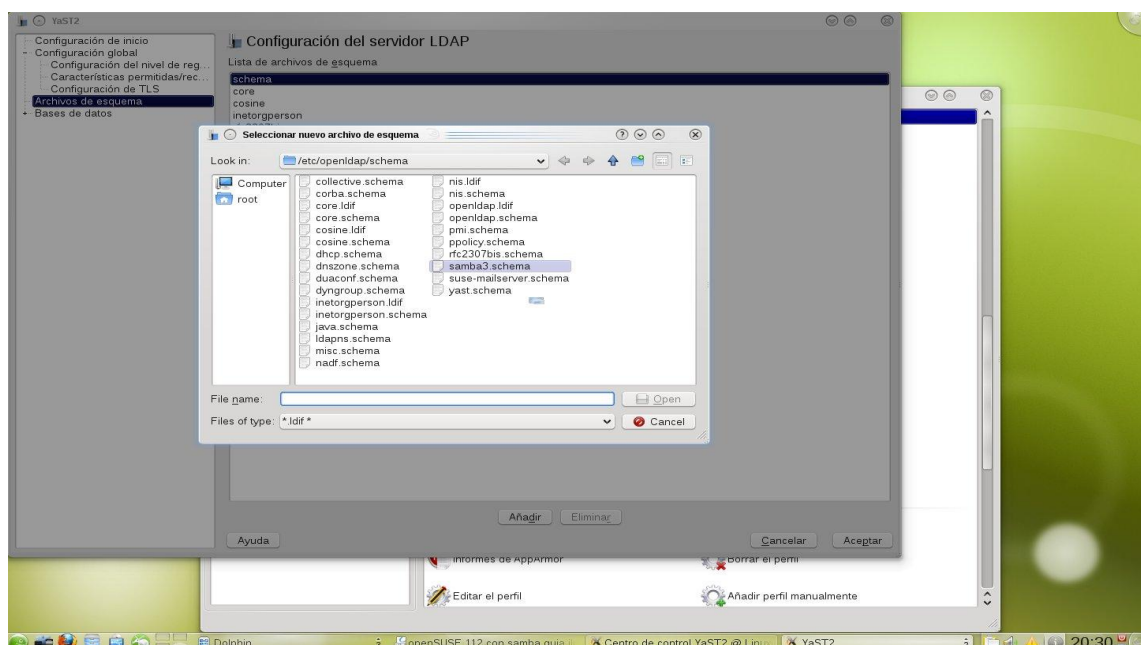 YaST2
Configuración de inicio
Configuración global
Configuración del nivel de reg...
Características permitidas/rec...
Configuración de TLS
Archivos de esquema
Bases de datos
Configuración del servidor LDAP
Lista de archivos de esquema
schema
core
cosine
inetorgperson
Seleccionar nuevo archivo de esquema
Look in: /etc/openldap/schema
Computer
root
collective.schema
corba.schema
core.ldif
core.schema
cosine.ldif
cosine.schema
dhcp.schema
dnszone.schema
duaconf.schema
dyngroup.schema
inetorgperson.ldif
inetorgperson.schema
java.schema
ldapns.schema
misc.schema
nadf.schema
nis.ldif
nis.schema
openldap.ldif
openldap.schema
pmi.schema
ppolicy.schema
rfc2307bis.schema
samba3.schema
suse-mailserver.schema
yast.schema
File name:
Open
Files of type: *.ldif *
Cancel
Añadir Eliminar
Ayuda Cancelar Aceptar
Informes de AppArmor Borrar el perfil
Editar el perfil Añadir perfil manualmente
Dolphin openSUSE 112 con samba guia Centro de control YaST2 @ YaST2 20:30